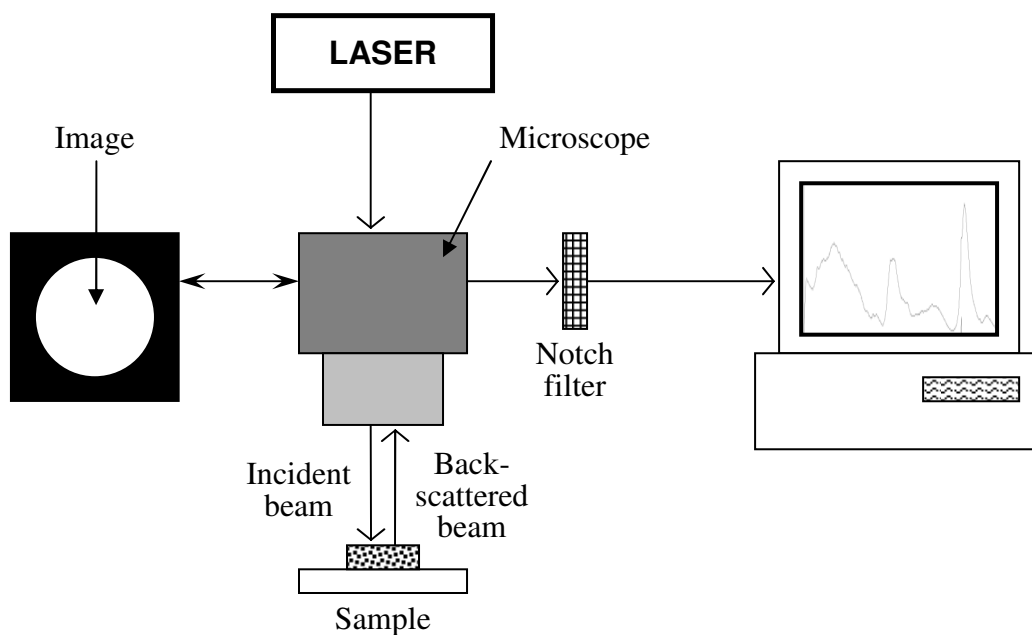 LASER
Image
Microscope
Notch
filter
Incident
beam
Back-
scattered
beam
Sample